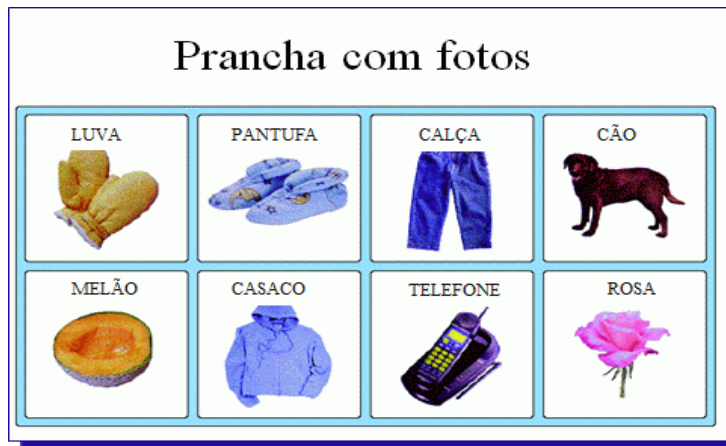 Prancha com fotos
LUVA PANTUFA CALÇA CÃO
MELÃO CASACO TELEFONE ROSA